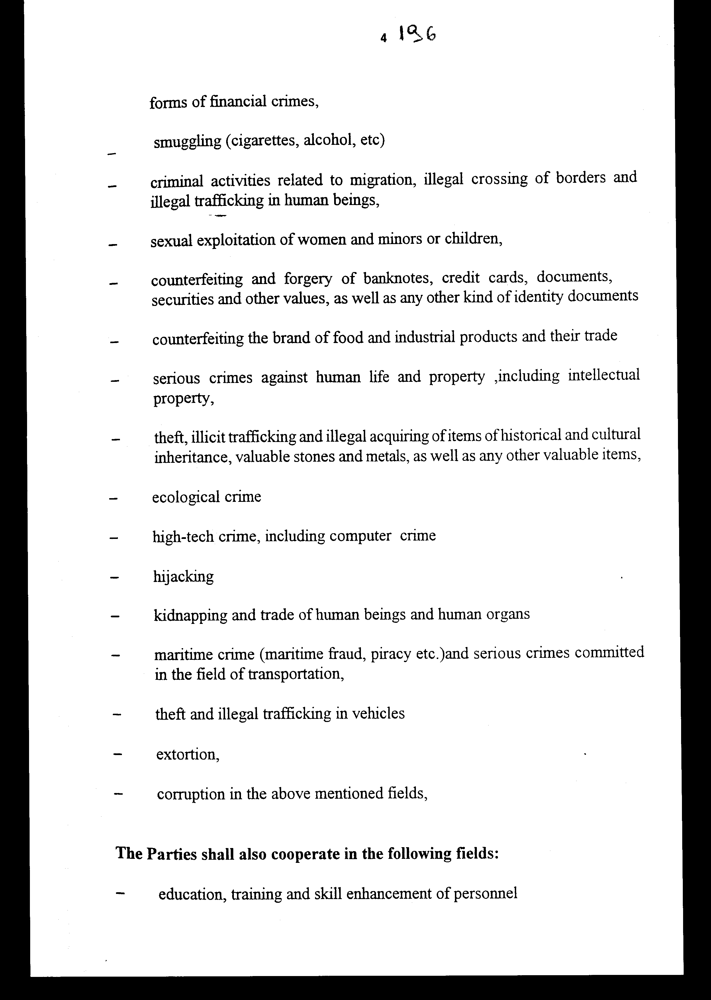 4 196
forms of financial crimes,
smuggling (cigarettes, alcohol, etc)
–
– criminal activities related to migration, illegal crossing of borders and
illegal trafficking in human beings,
– sexual exploitation of women and minors or children,
– counterfeiting and forgery of banknotes, credit cards, documents,
securities and other values, as well as any other kind of identity documents
– counterfeiting the brand of food and industrial products and their trade
– serious crimes against human life and property ,including intellectual
property,
– theft, illicit trafficking and illegal acquiring of items of historical and cultural
inheritance, valuable stones and metals, as well as any other valuable items,
– ecological crime
– high-tech crime, including computer crime
– hijacking
– kidnapping and trade of human beings and human organs
– maritime crime (maritime fraud, piracy etc.)and serious crimes committed
in the field of transportation,
– theft and illegal trafficking in vehicles
– extortion,
– corruption in the above mentioned fields,
The Parties shall also cooperate in the following fields:
– education, training and skill enhancement of personnel